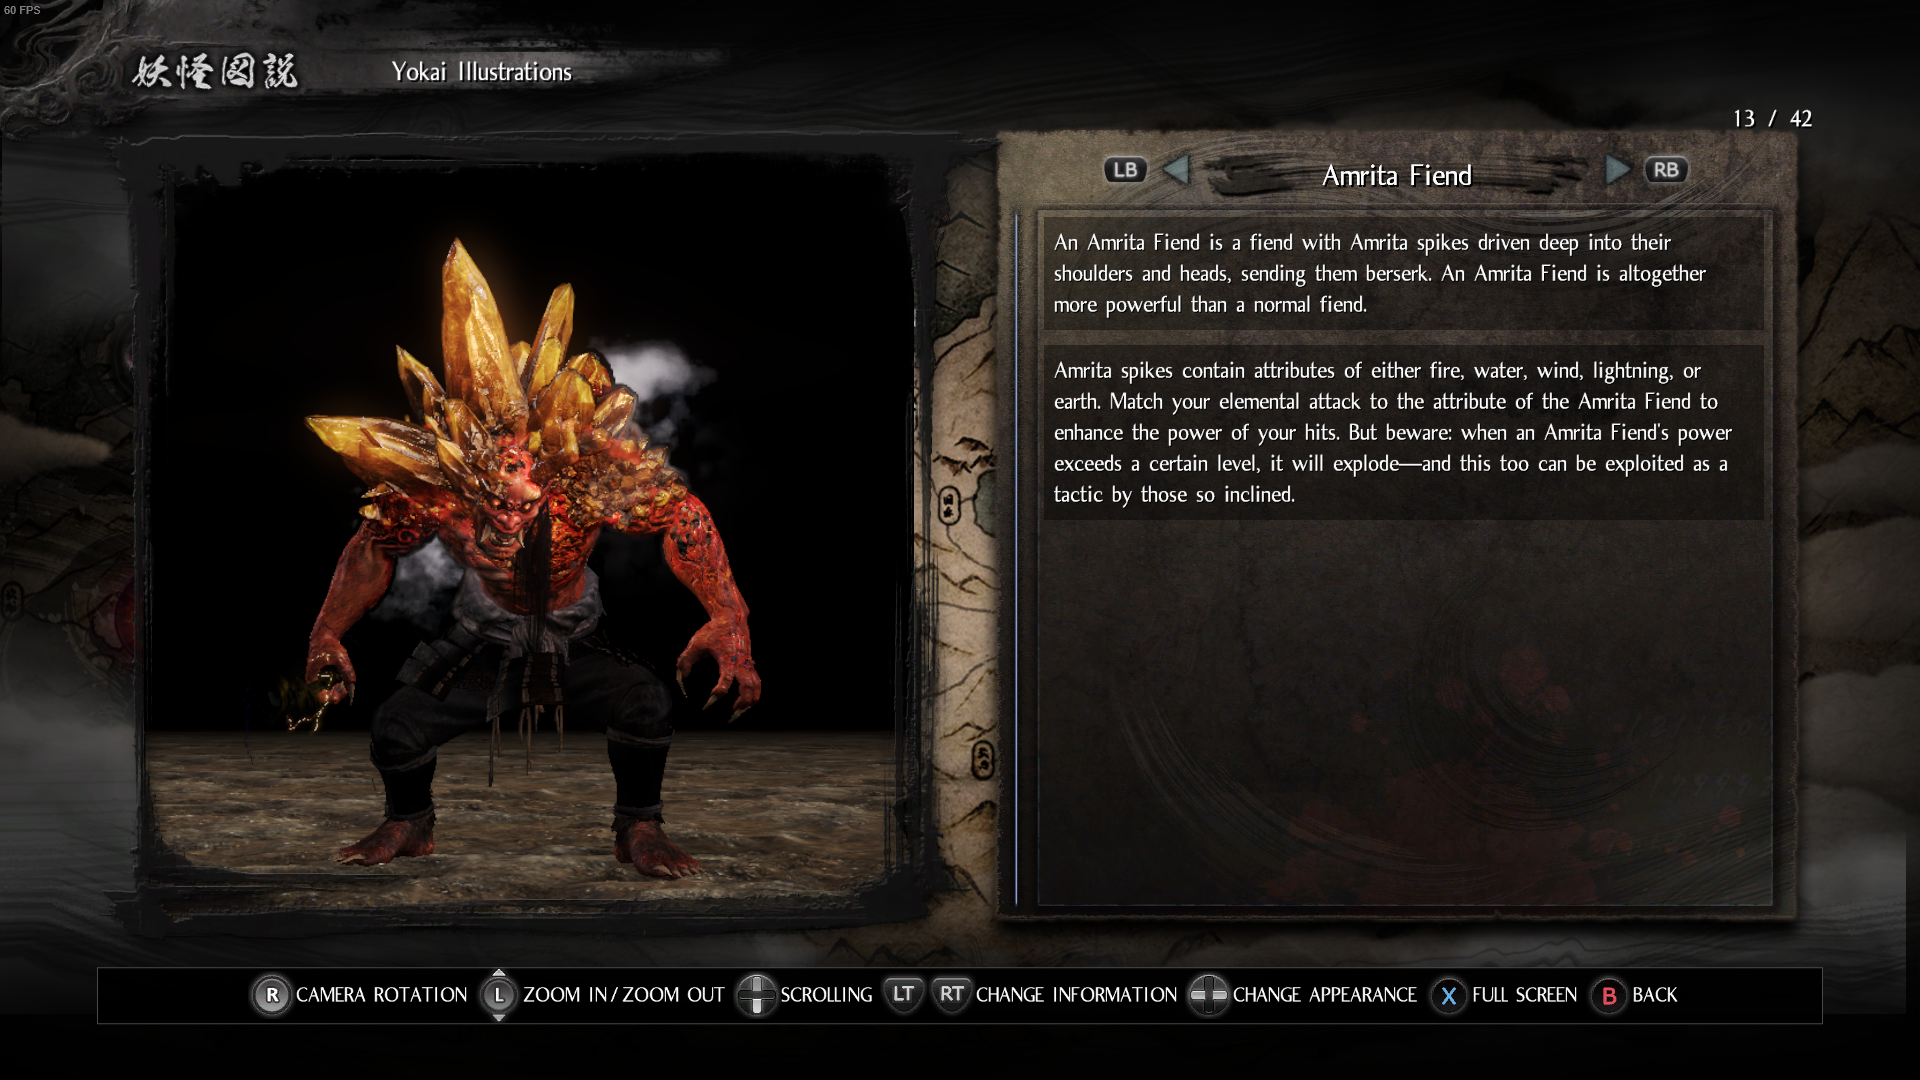 60 FPS
妖怪図説
Yokai Illustrations
13 / 42
LB
Amrita Fiend
RB
An Amrita Fiend is a fiend with Amrita spikes driven deep into their
shoulders and heads, sending them berserk. An Amrita Fiend is altogether
more powerful than a normal fiend.
Amrita spikes contain attributes of either fire, water, wind, lightning, or
earth. Match your elemental attack to the attribute of the Amrita Fiend to
enhance the power of your hits. But beware: when an Amrita Fiend's power
exceeds a certain level, it will explode—and this too can be exploited as a
tactic by those so inclined.
R CAMERA ROTATION L ZOOM IN/ZOOM OUT SCROLLING LT RT CHANGE INFORMATION CHANGE APPEARANCE X FULL SCREEN B BACK